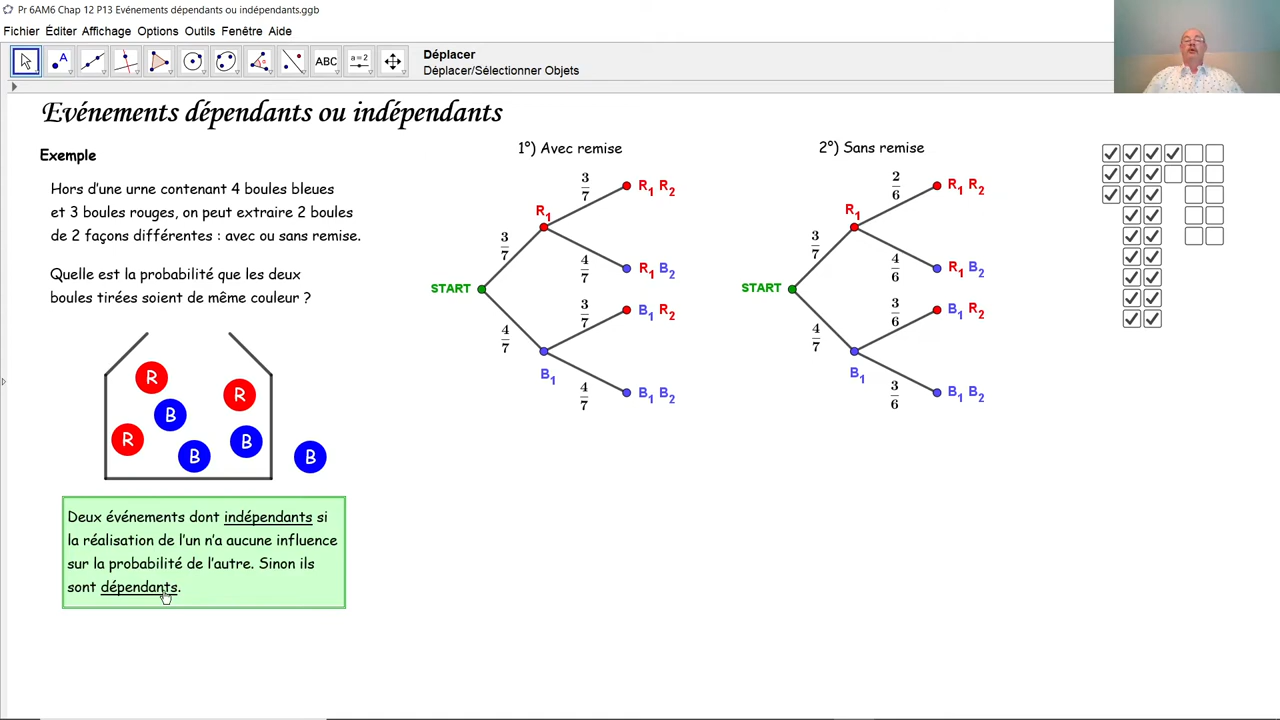 Pr 6AM6 Chap 12 P13 Evénements dépendants ou indépendants.ggb
Fichier Éditer Affichage Options Outils Fenêtre Aide
A
ABC
a=2
Déplacer
Déplacer/Sélectionner Objets
Evénements dépendants ou indépendants
Exemple
Hors d'une urne contenant 4 boules bleues
et 3 boules rouges, on peut extraire 2 boules
de 2 façons différentes : avec ou sans remise.
Quelle est la probabilité que les deux
boules tirées soient de même couleur ?
R
R
B
R
B
B
B
Deux événements dont indépendants si
la réalisation de l'un n'a aucune influence
sur la probabilité de l'autre. Sinon ils
sont dépendants.
1°) Avec remise
3/7
R1 R2
R1
3/7
4/7
R1 B2
START
3/7
B1 R2
4/7
B1
4/7
B1 B2
2°) Sans remise
2/6
R1 R2
R1
3/7
4/6
R1 B2
START
3/6
B1 R2
4/7
B1
3/6
B1 B2